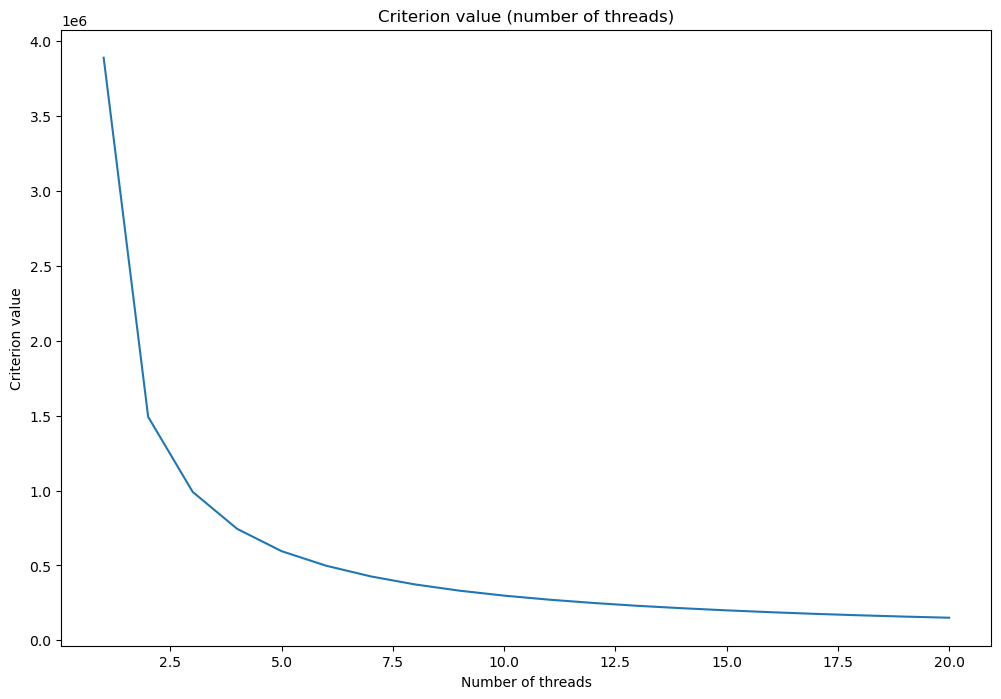 Criterion value (number of threads)
1e6
4.0
3.5
3.0
2.5
2.0
1.5
1.0
0.5
0.0
Criterion value
2.5 5.0 7.5 10.0 12.5 15.0 17.5 20.0
Number of threads